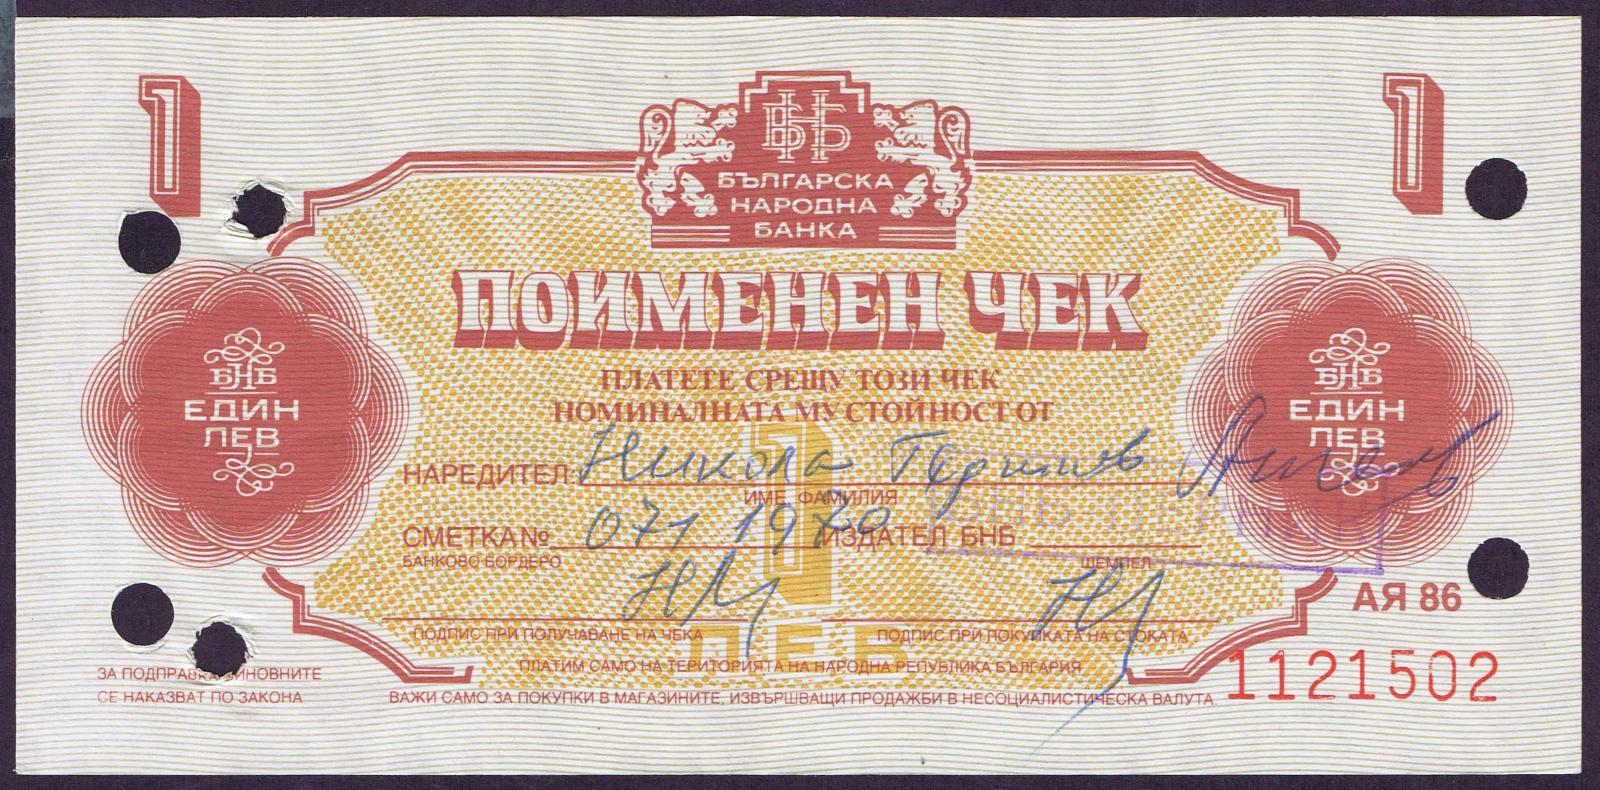 1
1
БНБ
БЪЛГАРСКА
НАРОДНА
БАНКА
ПОИМЕНЕН ЧЕК
БНБ
ЕДИН
ЛЕВ
БНБ
ЕДИН
ЛЕВ
ПЛАТЕТЕ СРЕЩУ ТОЗИ ЧЕК
НОМИНАЛНАТА МУ СТОЙНОСТ ОТ
НАРЕДИТЕЛ Никола
ИМЕ, ФАМИЛИЯ
СМЕТКА № 071 1970 ИЗДАТЕЛ БНБ
БАНКОВО БОРДЕРО
ЩЕМПЕЛ
1
ЛЕВ
АЯ 86
ПОДПИС ПРИ ПОЛУЧАВАНЕ НА ЧЕКА
ПОДПИС ПРИ ПОКУПКАТА НА СТОКАТА
ЗА ПОДПРАВКА ВИНОВНИТЕ
СЕ НАКАЗВАТ ПО ЗАКОНА
ПЛАТИМ САМО НА ТЕРИТОРИЯТА НА НАРОДНА РЕПУБЛИКА БЪЛГАРИЯ
ВАЖИ САМО ЗА ПОКУПКИ В МАГАЗИНИТЕ, ИЗВЪРШВАЩИ ПРОДАЖБИ В НЕСОЦИАЛИСТИЧЕСКА ВАЛУТА.
1121502